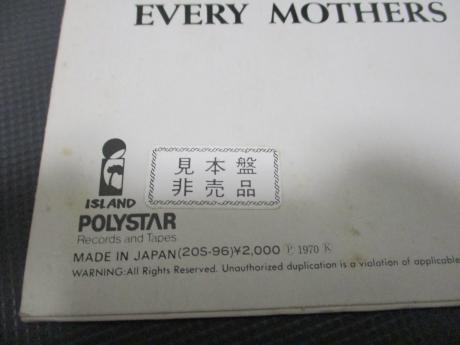 EVERY MOTHERS
見本盤
非売品
ISLAND
POLYSTAR
Records and Tapes
MADE IN JAPAN(20S-96)¥2,000 Ⓟ 1970 Ⓚ
WARNING:All Rights Reserved. Unauthorized duplication is a violation of applicable